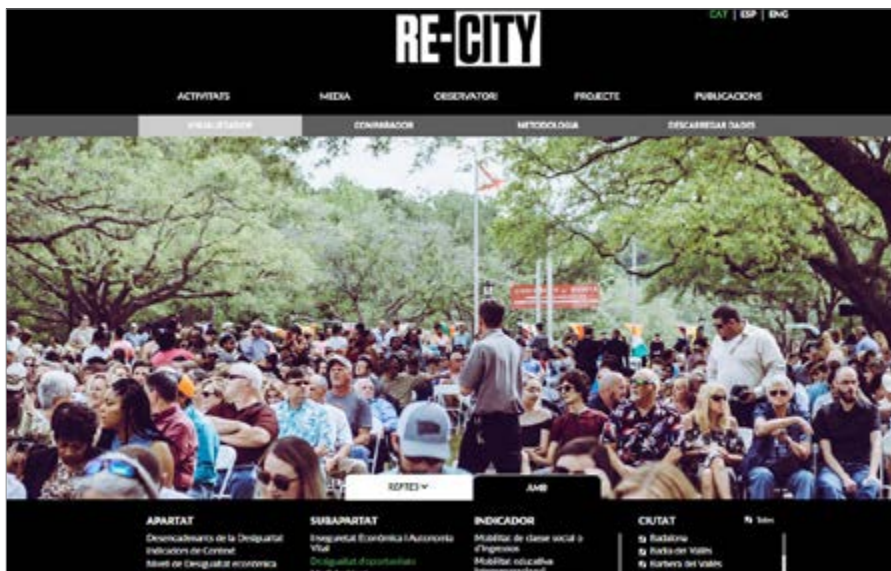 CAT | ESP | ENG
RE-CITY
ACTIVITATS MEDIA OBSERVATORI PROJECTE PUBLICACIONS
VISUALITZADOR COMPARADOR METODOLOGIA DESCARREGAR DADES
REPTES AMB
APARTAT SUBAPARTAT INDICADOR CIUTAT Totes
Desencadenants de la Desigualtat Inseguretat Econòmica i Autonomia Mobilitat de classe social o Badalona
Indicadors de Context Vital d'ingressos Badia del Vallès
Nivell de Desigualtat econòmica Desigualtat d'oportunitats Mobilitat educativa Barberà del Vallès